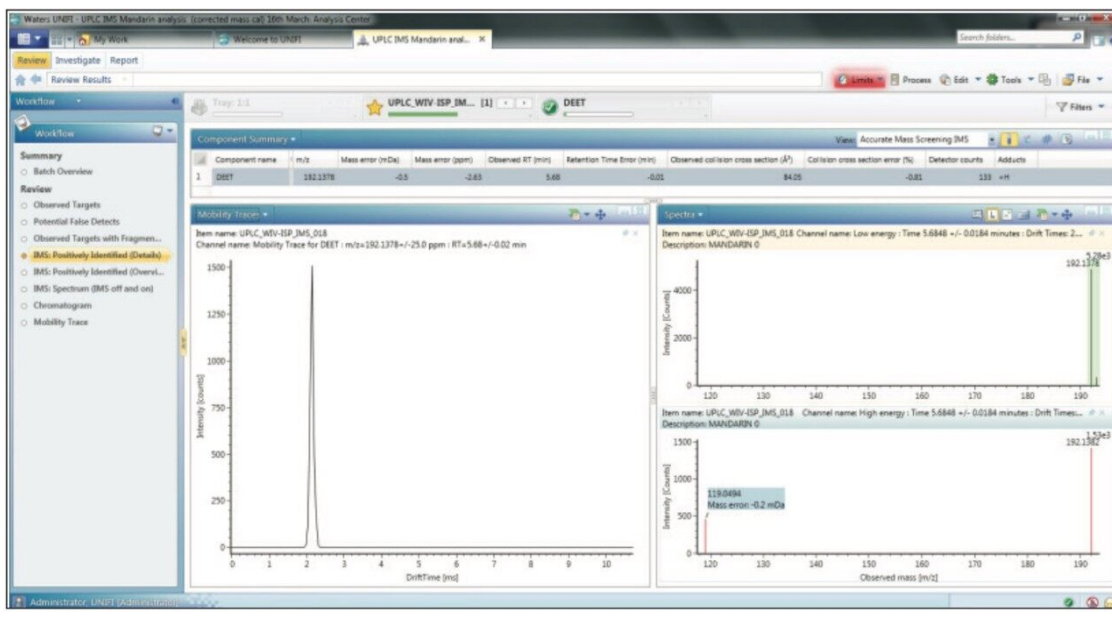 Waters UNIFI - UPLC IMS Mandarin analysis (corrected mass cal) 16th March: Analysis Center
My Work
Welcome to UNIFI
UPLC IMS Mandarin anal...
Search folders...
Review Investigate Report
Review Results
Limits Process Edit Tools File
Workflow
Tray: 1:1
UPLC_WIV-ISP_IM... [1]
DEET
Filters
Workflow
Summary
Batch Overview
Review
Observed Targets
Potential False Detects
Observed Targets with Fragmen...
IMS: Positively Identified (Details)
IMS: Positively Identified (Overvi...
IMS: Spectrum (IMS off and on)
Chromatogram
Mobility Trace
Component Summary
View: Accurate Mass Screening IMS
Component name m/z Mass error (mDa) Mass error (ppm) Observed RT (min) Retention Time Error (min) Observed collision cross section (Å²) Collision cross section error (%) Detector counts Adducts
1 DEET 192.1378 -0.5 -2.63 5.68 -0.01 84.05 -0.81 133 +H
Mobility Traces
Item name: UPLC_WIV-ISP_IMS_018
Channel name: Mobility Trace for DEET : m/z=192.1378+/-25.0 ppm : RT=5.68+/-0.02 min
1500
1250
1000
750
500
250
0
Intensity [counts]
0 1 2 3 4 5 6 7 8 9 10
DriftTime [ms]
Spectra
Item name: UPLC_WIV-ISP_IMS_018 Channel name: Low energy : Time 5.6848 +/- 0.0184 minutes : Drift Times: 2...
Description: MANDARIN 0
5.28e3
192.1378
4000
2000
0
Intensity [Counts]
120 130 140 150 160 170 180 190
Item name: UPLC_WIV-ISP_IMS_018 Channel name: High energy : Time 5.6848 +/- 0.0184 minutes : Drift Times:...
Description: MANDARIN 0
1.53e3
192.1382
1500
1000
500
0
Intensity [Counts]
119.0494
Mass error: -0.2 mDa
120 130 140 150 160 170 180 190
Observed mass [m/z]
Administrator, UNIFI [Administrator]